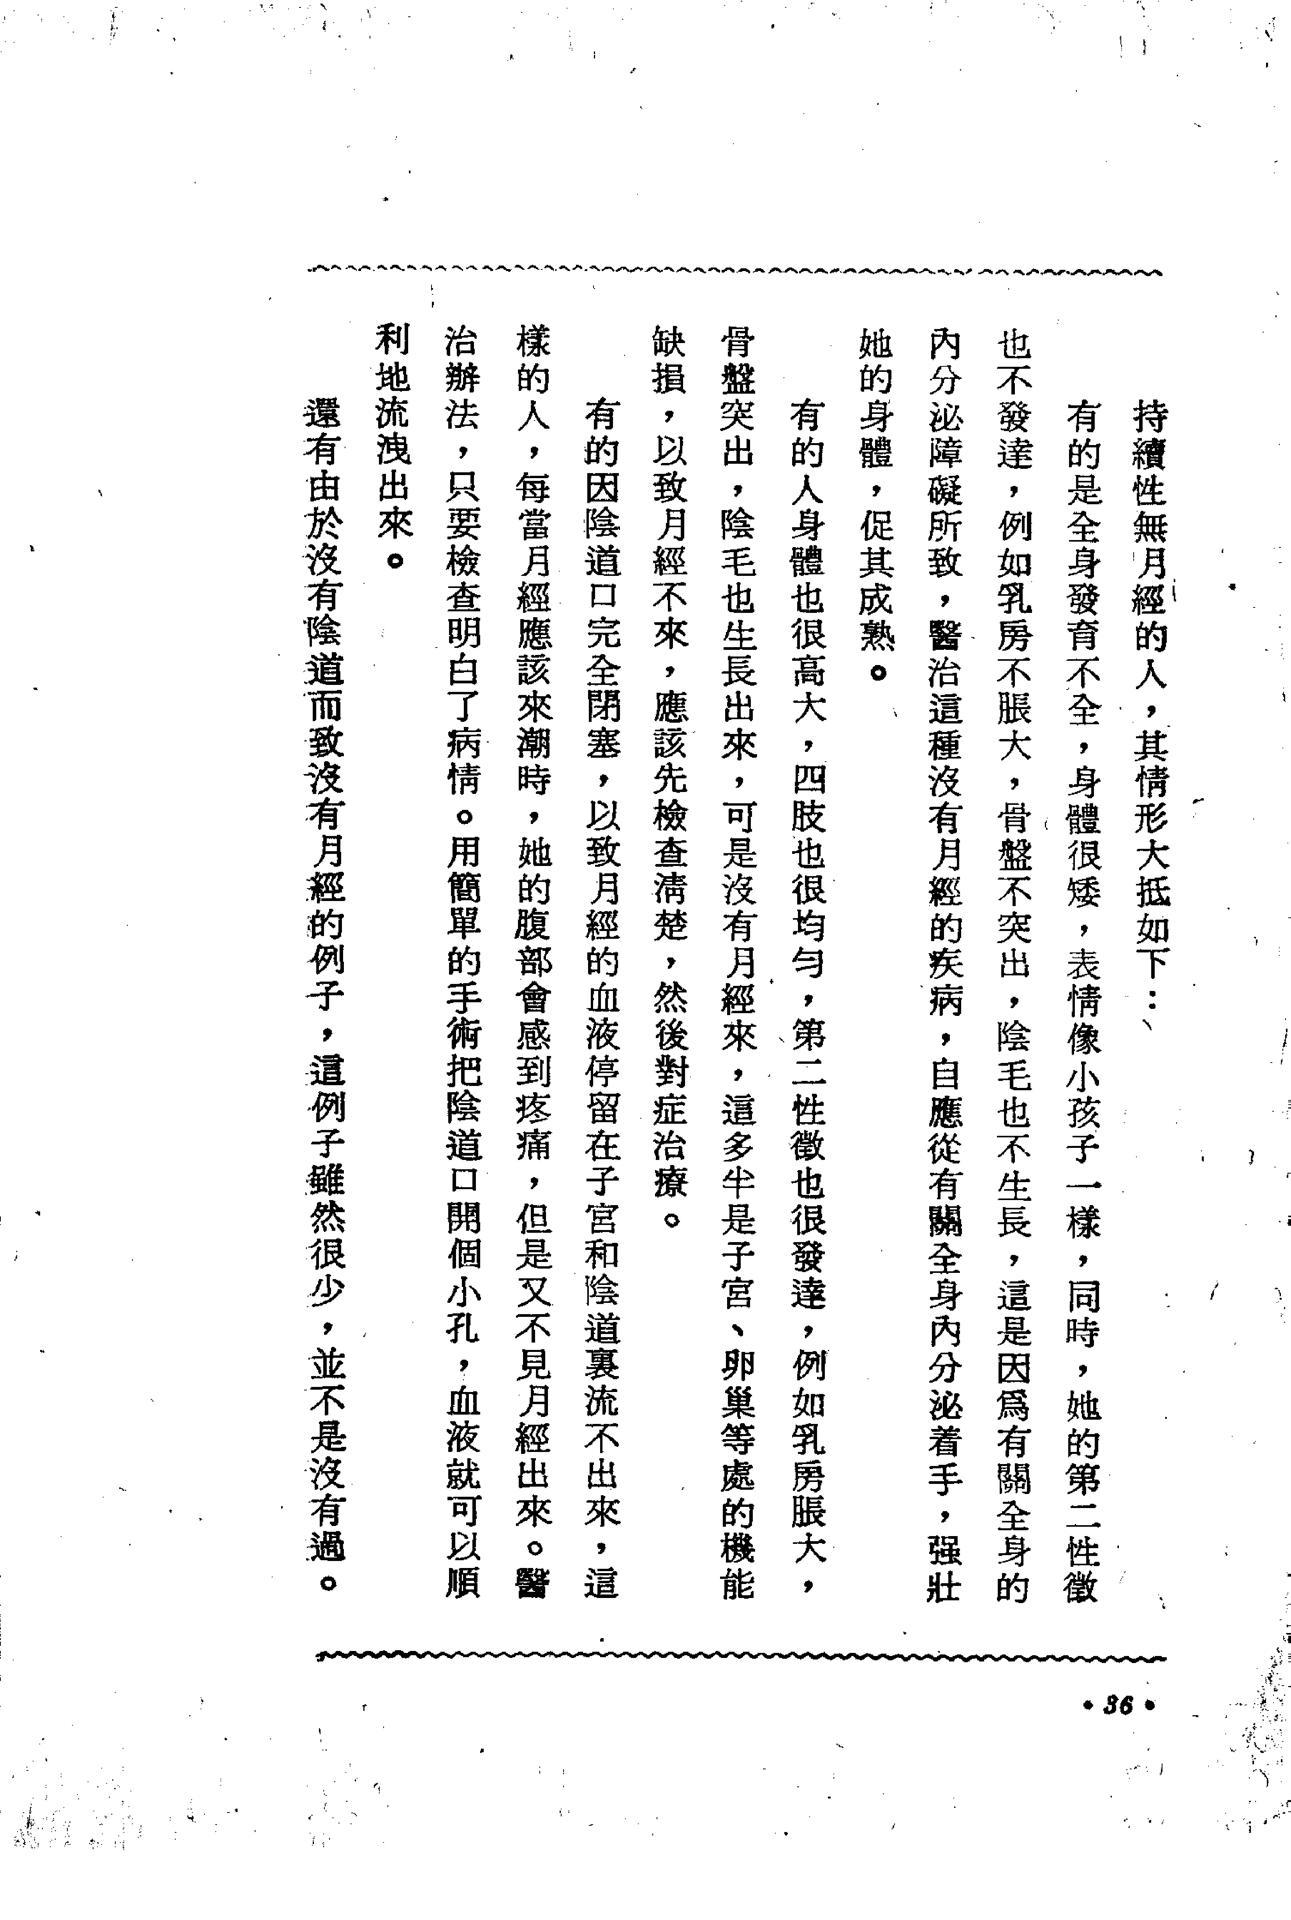 持續性無月經的人，其情形大抵如下：
有的是全身發育不全，身體很矮，表情像小孩子一樣，同時，她的第二性徵
也不發達，例如乳房不脹大，骨盤不突出，陰毛也不生長，這是因爲有關全身的
內分泌障礙所致，醫治這種沒有月經的疾病，自應從有關全身內分泌着手，强壯
她的身體，促其成熟。
有的人身體也很高大，四肢也很均勻，第二性徵也很發達，例如乳房脹大，
骨盤突出，陰毛也生長出來，可是沒有月經來，這多半是子宮、卵巢等處的機能
缺損，以致月經不來，應該先檢查清楚，然後對症治療。
有的因陰道口完全閉塞，以致月經的血液停留在子宮和陰道裏流不出來，這
樣的人，每當月經應該來潮時，她的腹部會感到疼痛，但是又不見月經出來。醫
治辦法，只要檢查明白了病情。用簡單的手術把陰道口開個小孔，血液就可以順
利地流洩出來。
還有由於沒有陰道而致沒有月經的例子，這例子雖然很少，並不是沒有過。
•36•